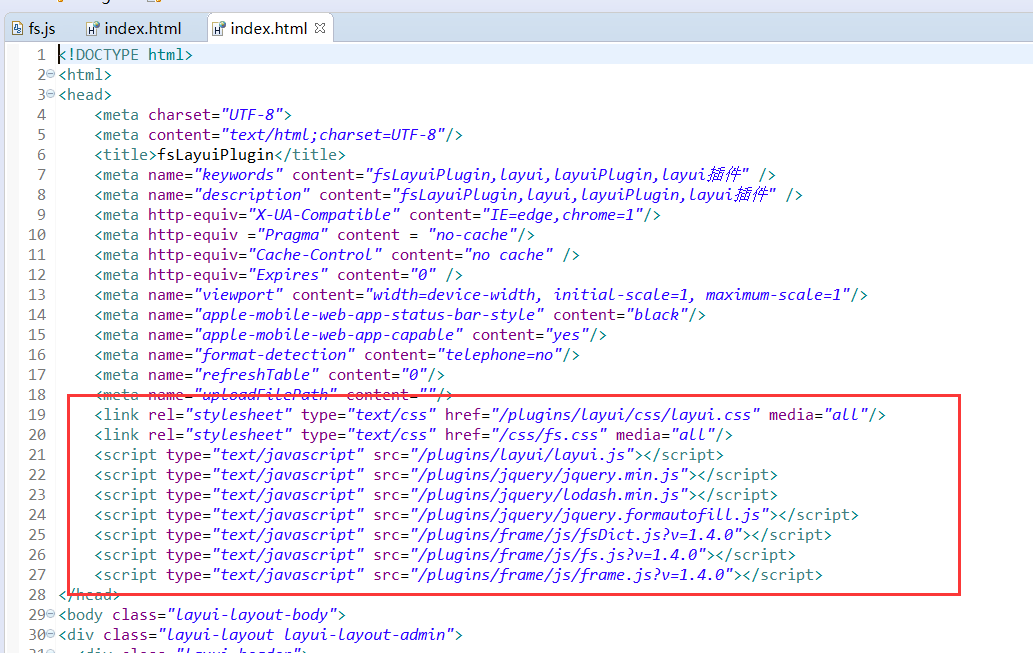 fs.js index.html index.html
1 <!DOCTYPE html>
2 <html>
3 <head>
4 <meta charset="UTF-8">
5 <meta content="text/html;charset=UTF-8"/>
6 <title>fsLayuiPlugin</title>
7 <meta name="keywords" content="fsLayuiPlugin,layui,layuiPlugin,layui插件" />
8 <meta name="description" content="fsLayuiPlugin,layui,layuiPlugin,layui插件" />
9 <meta http-equiv="X-UA-Compatible" content="IE=edge,chrome=1"/>
10 <meta http-equiv ="Pragma" content = "no-cache"/>
11 <meta http-equiv="Cache-Control" content="no cache" />
12 <meta http-equiv="Expires" content="0" />
13 <meta name="viewport" content="width=device-width, initial-scale=1, maximum-scale=1"/>
14 <meta name="apple-mobile-web-app-status-bar-style" content="black"/>
15 <meta name="apple-mobile-web-app-capable" content="yes"/>
16 <meta name="format-detection" content="telephone=no"/>
17 <meta name="refreshTable" content="0"/>
18 <meta name="uploadFilePath" content=""/>
19 <link rel="stylesheet" type="text/css" href="/plugins/layui/css/layui.css" media="all"/>
20 <link rel="stylesheet" type="text/css" href="/css/fs.css" media="all"/>
21 <script type="text/javascript" src="/plugins/layui/layui.js"></script>
22 <script type="text/javascript" src="/plugins/jquery/jquery.min.js"></script>
23 <script type="text/javascript" src="/plugins/jquery/lodash.min.js"></script>
24 <script type="text/javascript" src="/plugins/jquery/jquery.formautofill.js"></script>
25 <script type="text/javascript" src="/plugins/frame/js/fsDict.js?v=1.4.0"></script>
26 <script type="text/javascript" src="/plugins/frame/js/fs.js?v=1.4.0"></script>
27 <script type="text/javascript" src="/plugins/frame/js/frame.js?v=1.4.0"></script>
28 </head>
29 <body class="layui-layout-body">
30 <div class="layui-layout layui-layout-admin">
31 <div class="layui-header">